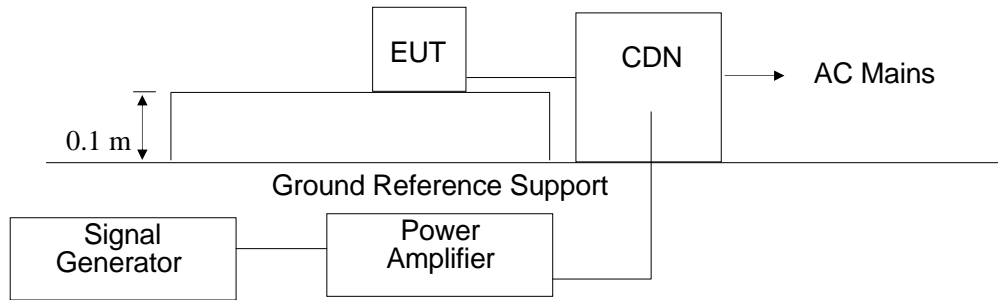 EUT
CDN
AC Mains
0.1 m
Ground Reference Support
Signal
Generator
Power
Amplifier